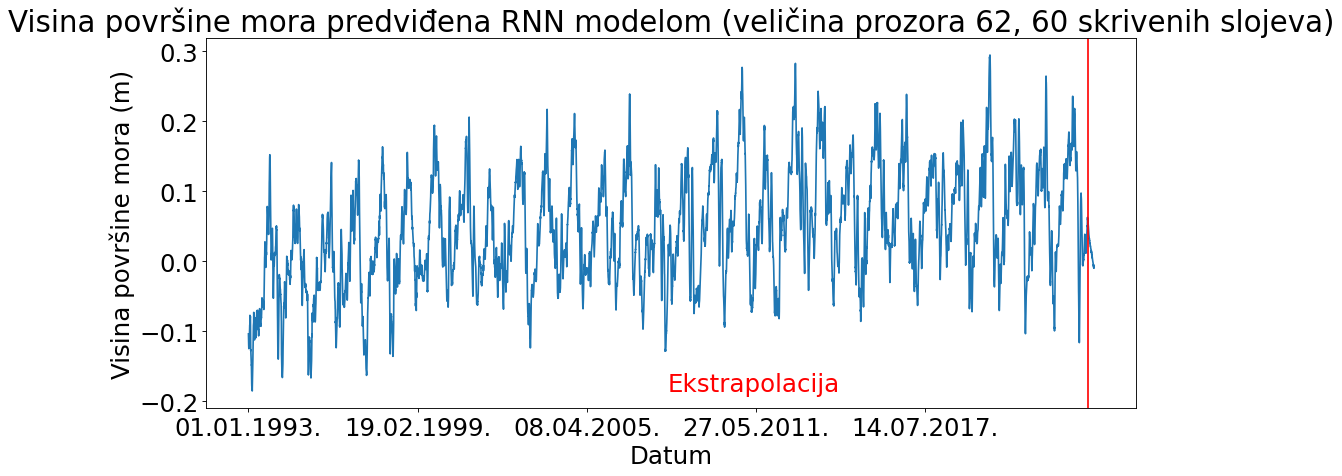 Visina površine mora predviđena RNN modelom (veličina prozora 62, 60 skrivenih slojeva)
Visina površine mora (m)
0.3
0.2
0.1
0.0
−0.1
−0.2
Ekstrapolacija
01.01.1993. 19.02.1999. 08.04.2005. 27.05.2011. 14.07.2017.
Datum